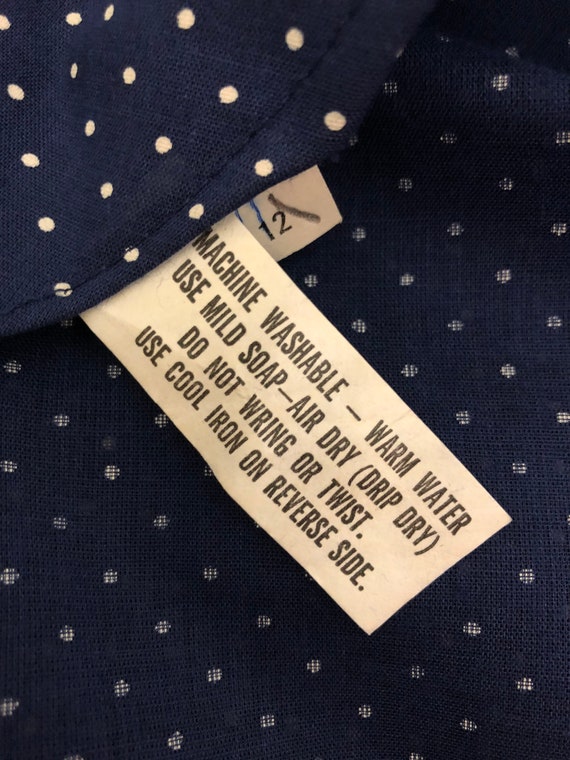 12
MACHINE WASHABLE – WARM WATER
USE MILD SOAP–AIR DRY (DRIP DRY)
DO NOT WRING OR TWIST.
USE COOL IRON ON REVERSE SIDE.